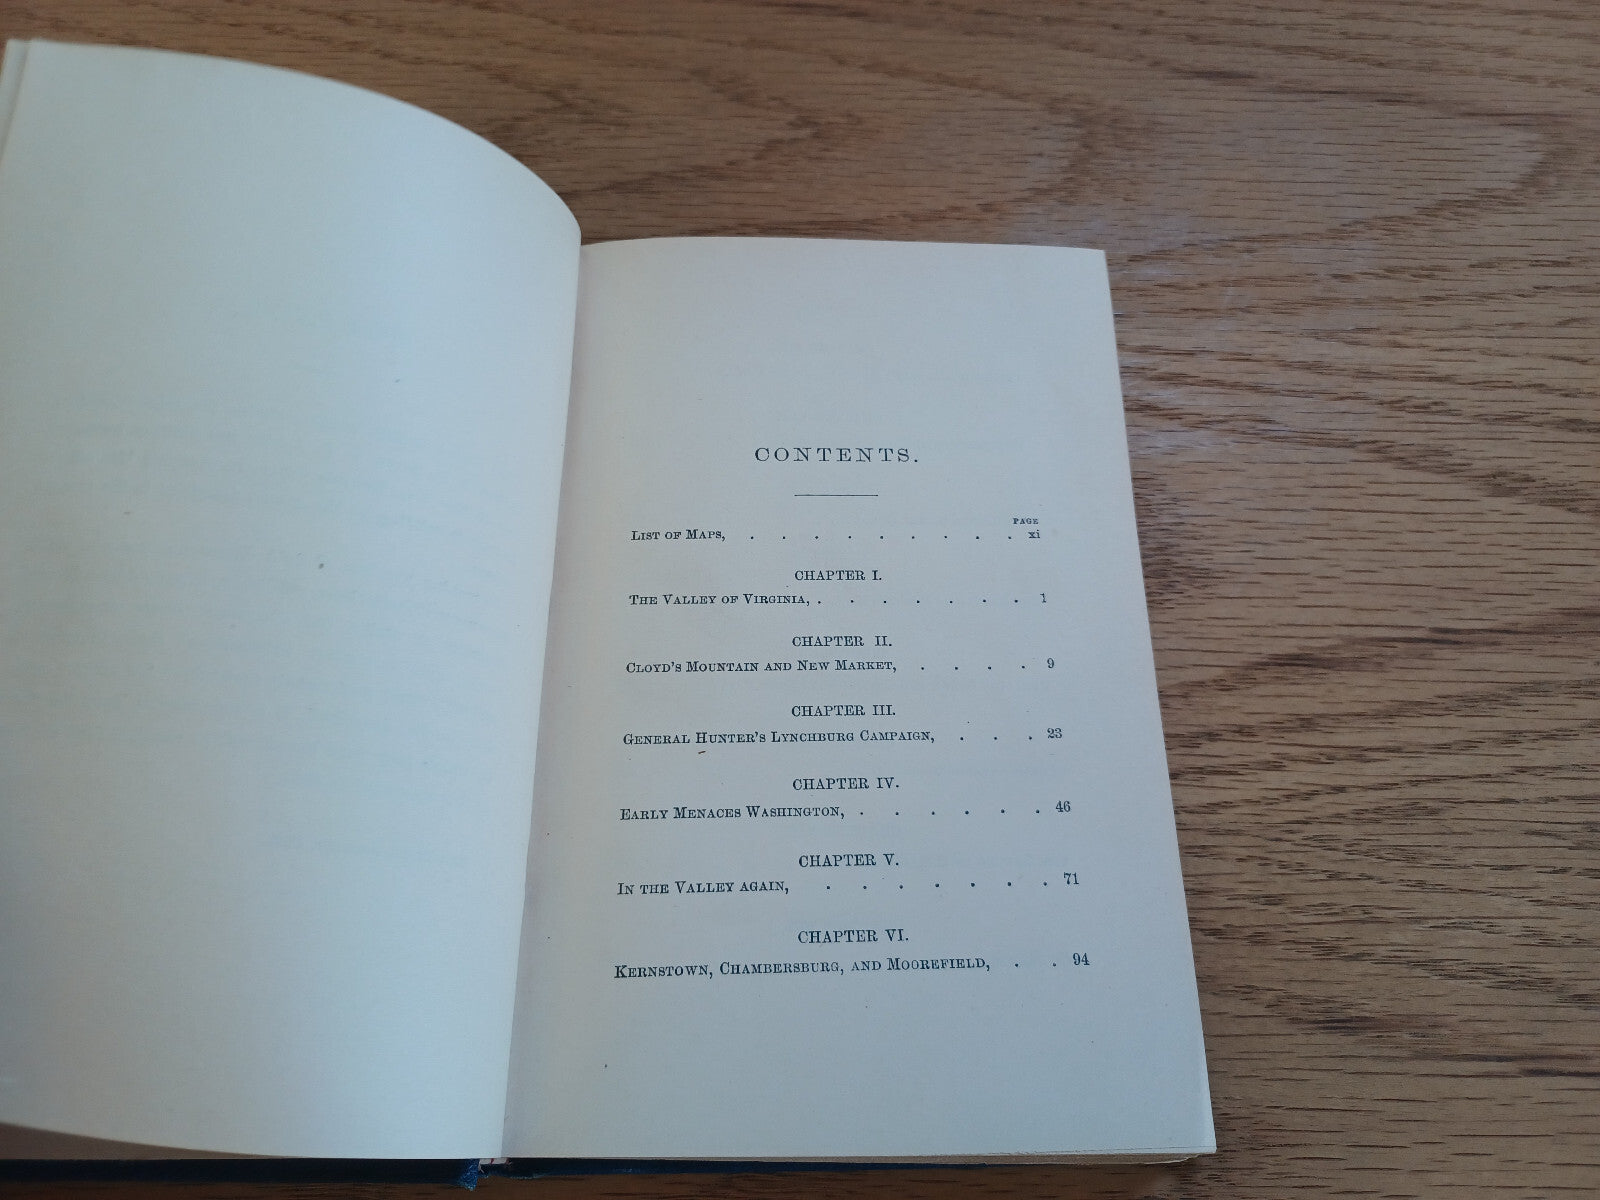 CONTENTS.
PAGE
LIST OF MAPS, . . . . . . . . . xi
CHAPTER I.
THE VALLEY OF VIRGINIA, . . . . . . . 1
CHAPTER II.
CLOYD'S MOUNTAIN AND NEW MARKET, . . . . 9
CHAPTER III.
GENERAL HUNTER'S LYNCHBURG CAMPAIGN, . . . 23
CHAPTER IV.
EARLY MENACES WASHINGTON, . . . . . . 46
CHAPTER V.
IN THE VALLEY AGAIN, . . . . . . . 71
CHAPTER VI.
KERNSTOWN, CHAMBERSBURG, AND MOOREFIELD, . . 94